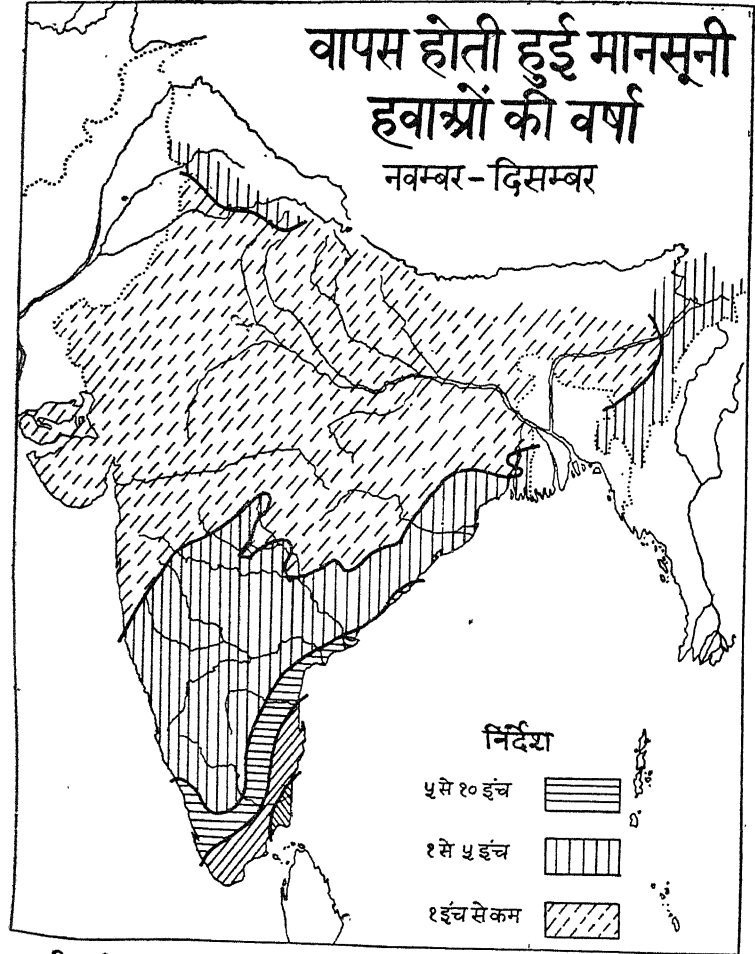 वापस होती हुई मानसूनी
हवाओं की वर्षा
नवम्बर - दिसम्बर
निर्देश
५ से १० इंच
१ से ५ इंच
१ इंच से कम